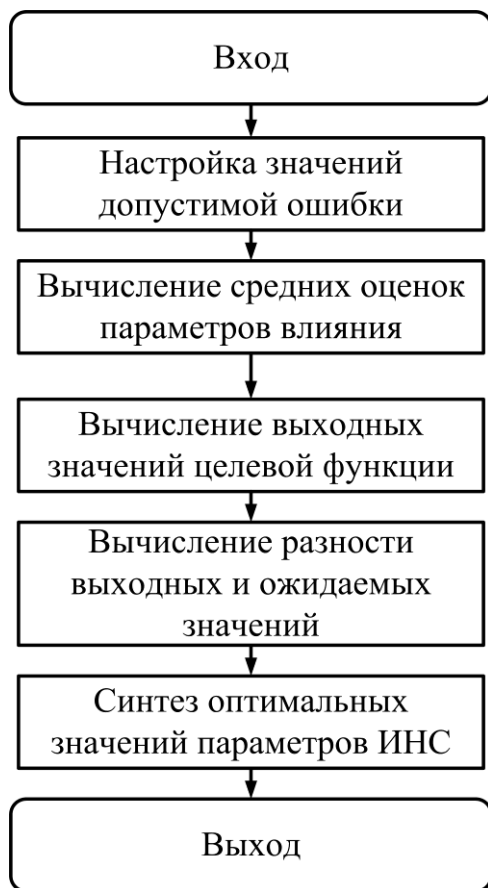 Вход
Настройка значений
допустимой ошибки
Вычисление средних оценок
параметров влияния
Вычисление выходных
значений целевой функции
Вычисление разности
выходных и ожидаемых
значений
Синтез оптимальных
значений параметров ИНС
Выход